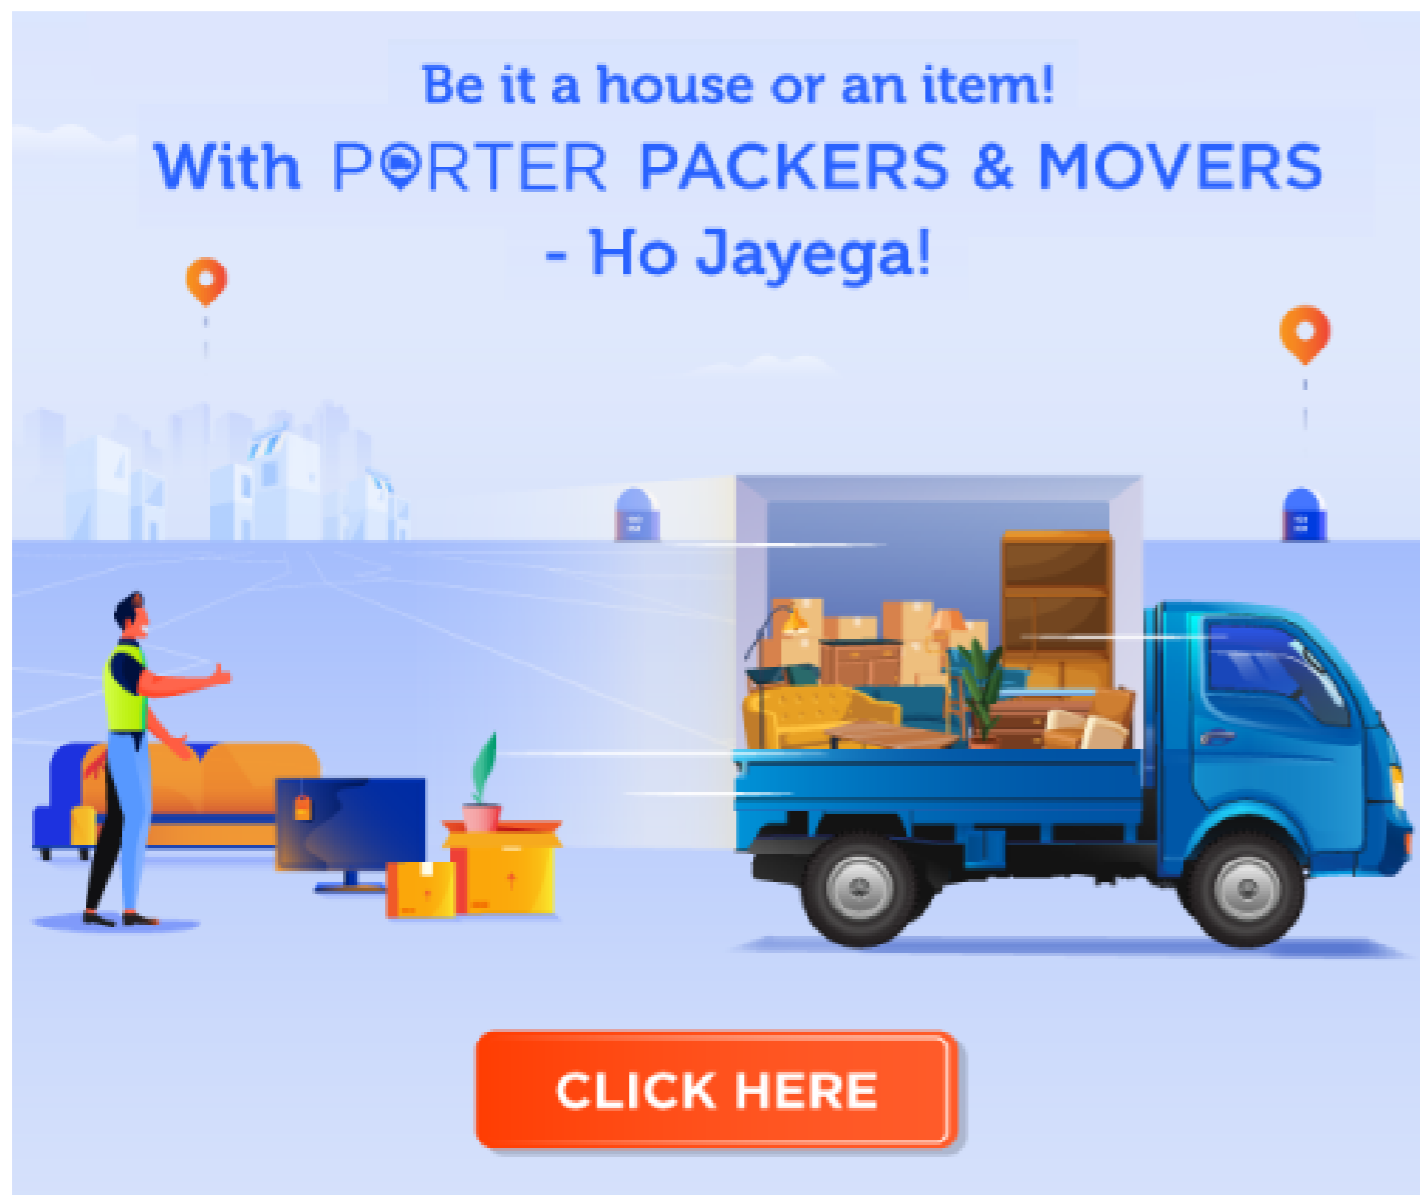 Be it a house or an item!
With PORTER PACKERS & MOVERS
- Ho Jayega!
CLICK HERE